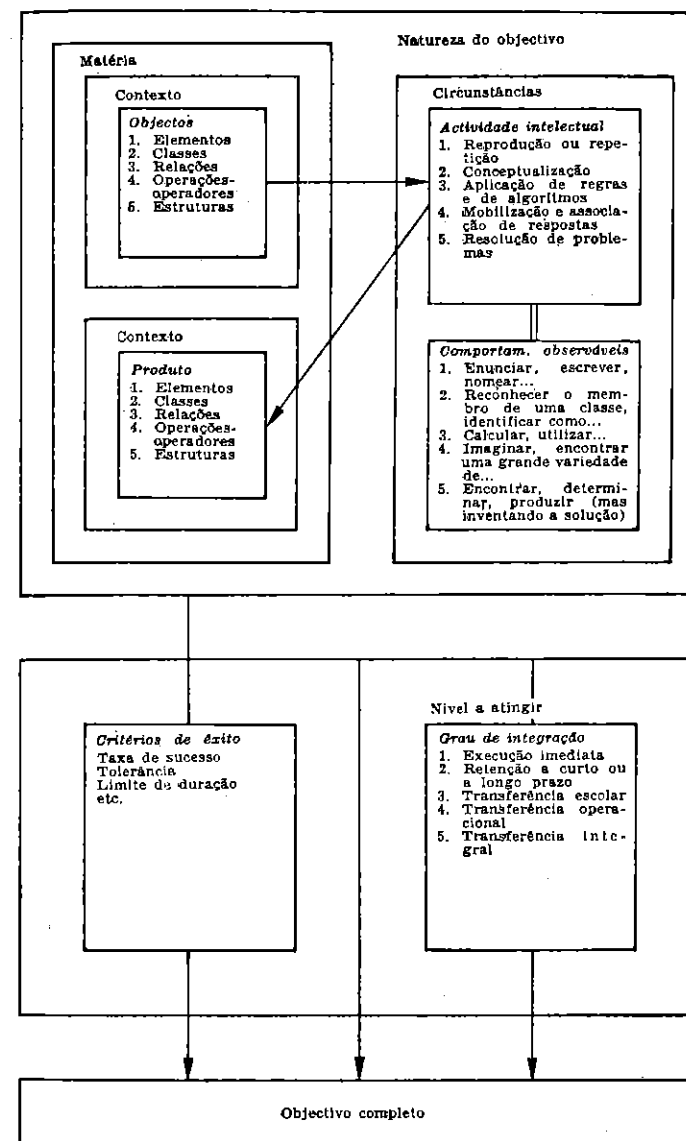 Natureza do objectivo
Matéria
Contexto
Objectos
1. Elementos
2. Classes
3. Relações
4. Operações-
operadores
5. Estruturas
Circunstâncias
Actividade intelectual
1. Reprodução ou repe-
tição
2. Conceptualização
3. Aplicação de regras
e de algoritmos
4. Mobilização e associa-
ção de respostas
5. Resolução de proble-
mas
Contexto
Produto
1. Elementos
2. Classes
3. Relações
4. Operações-
operadores
5. Estruturas
Comportam. observáveis
1. Enunciar, escrever,
nomear...
2. Reconhecer o mem-
bro de uma classe,
identificar como...
3. Calcular, utilizar...
4. Imaginar, encontrar
uma grande variedade
de...
5. Encontrar, determi-
nar, produzir (mas
inventando a solução)
Critérios de êxito
Taxa de sucesso
Tolerância
Limite de duração
etc.
Nível a atingir
Grau de integração
1. Execução imediata
2. Retenção a curto ou
a longo prazo
3. Transferência escolar
4. Transferência opera-
cional
5. Transferência inte-
gral
Objectivo completo